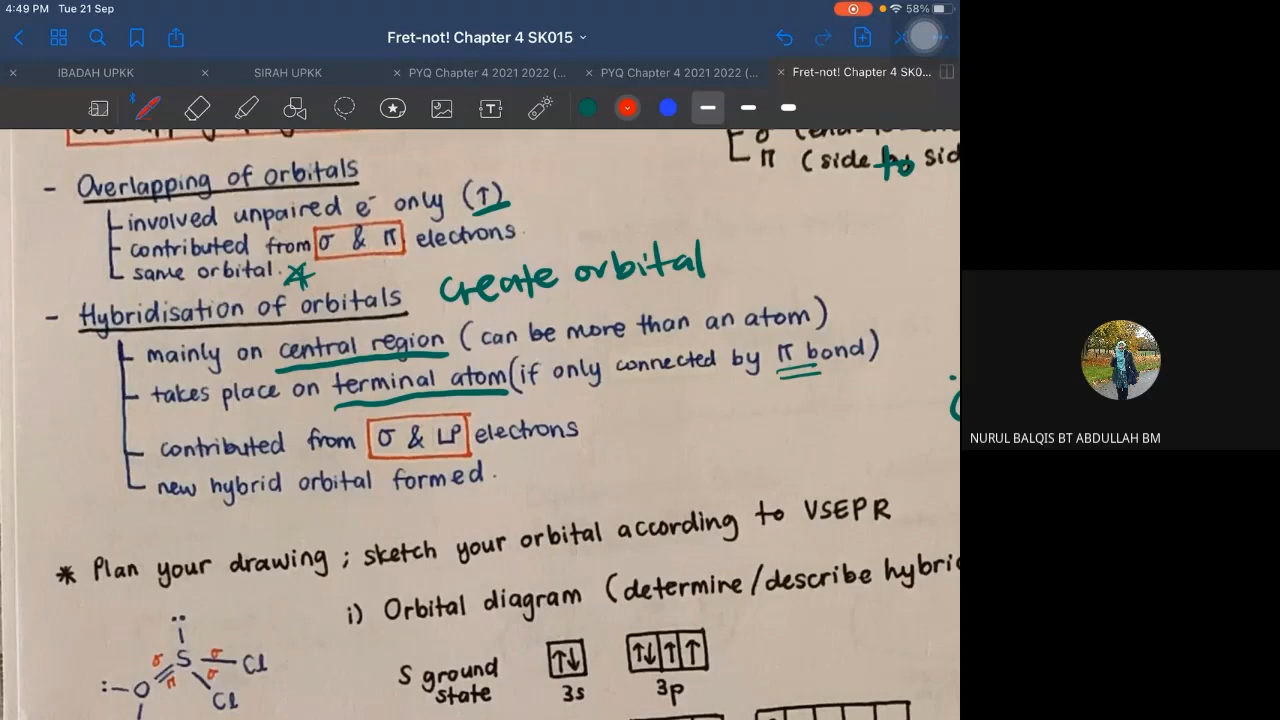 4:49 PM Tue 21 Sep
58%
Fret-not! Chapter 4 SK015
IBADAH UPKK
SIRAH UPKK
PYQ Chapter 4 2021 2022 (...
PYQ Chapter 4 2021 2022 (...
Fret-not! Chapter 4 SK0...
π (side to sid
- Overlapping of orbitals
involved unpaired e⁻ only (↑)
contributed from σ & π electrons
same orbital.
create orbital
- Hybridisation of orbitals
mainly on central region (can be more than an atom)
takes place on terminal atom (if only connected by π bond)
contributed from σ & LP electrons
new hybrid orbital formed.
* Plan your drawing ; sketch your orbital according to VSEPR
i) Orbital diagram (determine/describe hybri
S ground state
↑↓ ↑↓ ↑ ↑
3s 3p
S σ Cl
σ σ
π
O Cl
NURUL BALQIS BT ABDULLAH BM